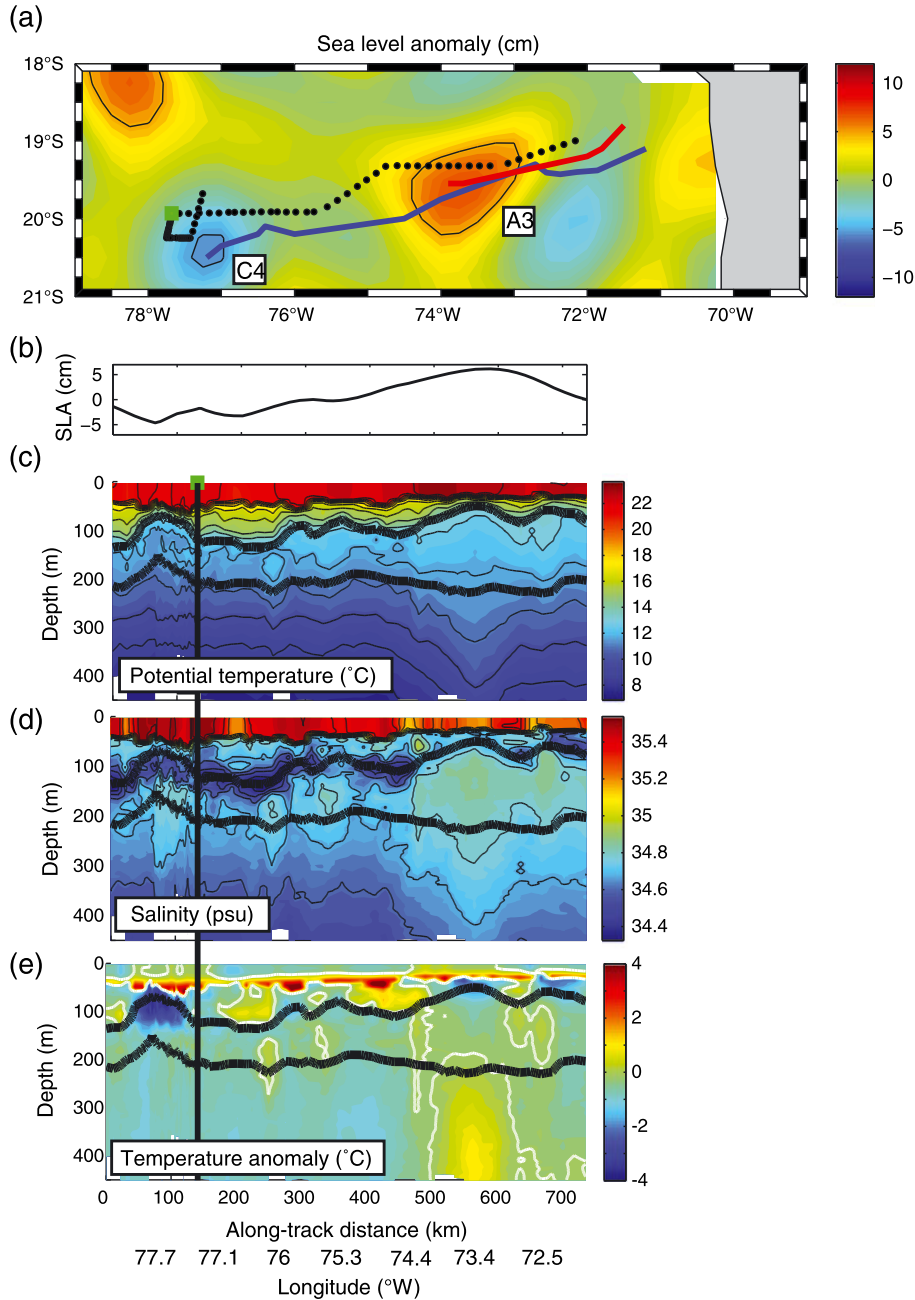 (a)
Sea level anomaly (cm)
18°S
19°S
20°S
21°S
78°W 76°W 74°W 72°W 70°W
C4
A3
10
5
0
−5
−10
(b)
SLA (cm)
5
0
−5
(c)
Depth (m)
0
100
200
300
400
Potential temperature (˚C)
22
20
18
16
14
12
10
8
(d)
Depth (m)
0
100
200
300
400
Salinity (psu)
35.4
35.2
35
34.8
34.6
34.4
(e)
Depth (m)
0
100
200
300
400
Temperature anomaly (˚C)
4
2
0
-2
-4
0 100 200 300 400 500 600 700
Along-track distance (km)
77.7 77.1 76 75.3 74.4 73.4 72.5
Longitude (°W)